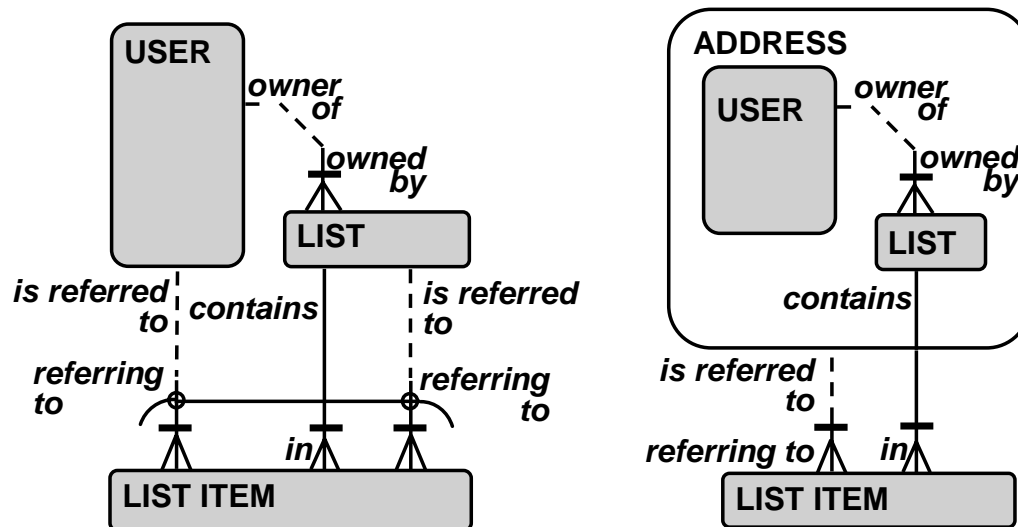 USER
owner
of
owned
by
LIST
is referred
to
contains
is referred
to
referring
to
referring
to
in
LIST ITEM
ADDRESS
USER
owner
of
owned
by
LIST
contains
is referred
to
referring to
in
LIST ITEM